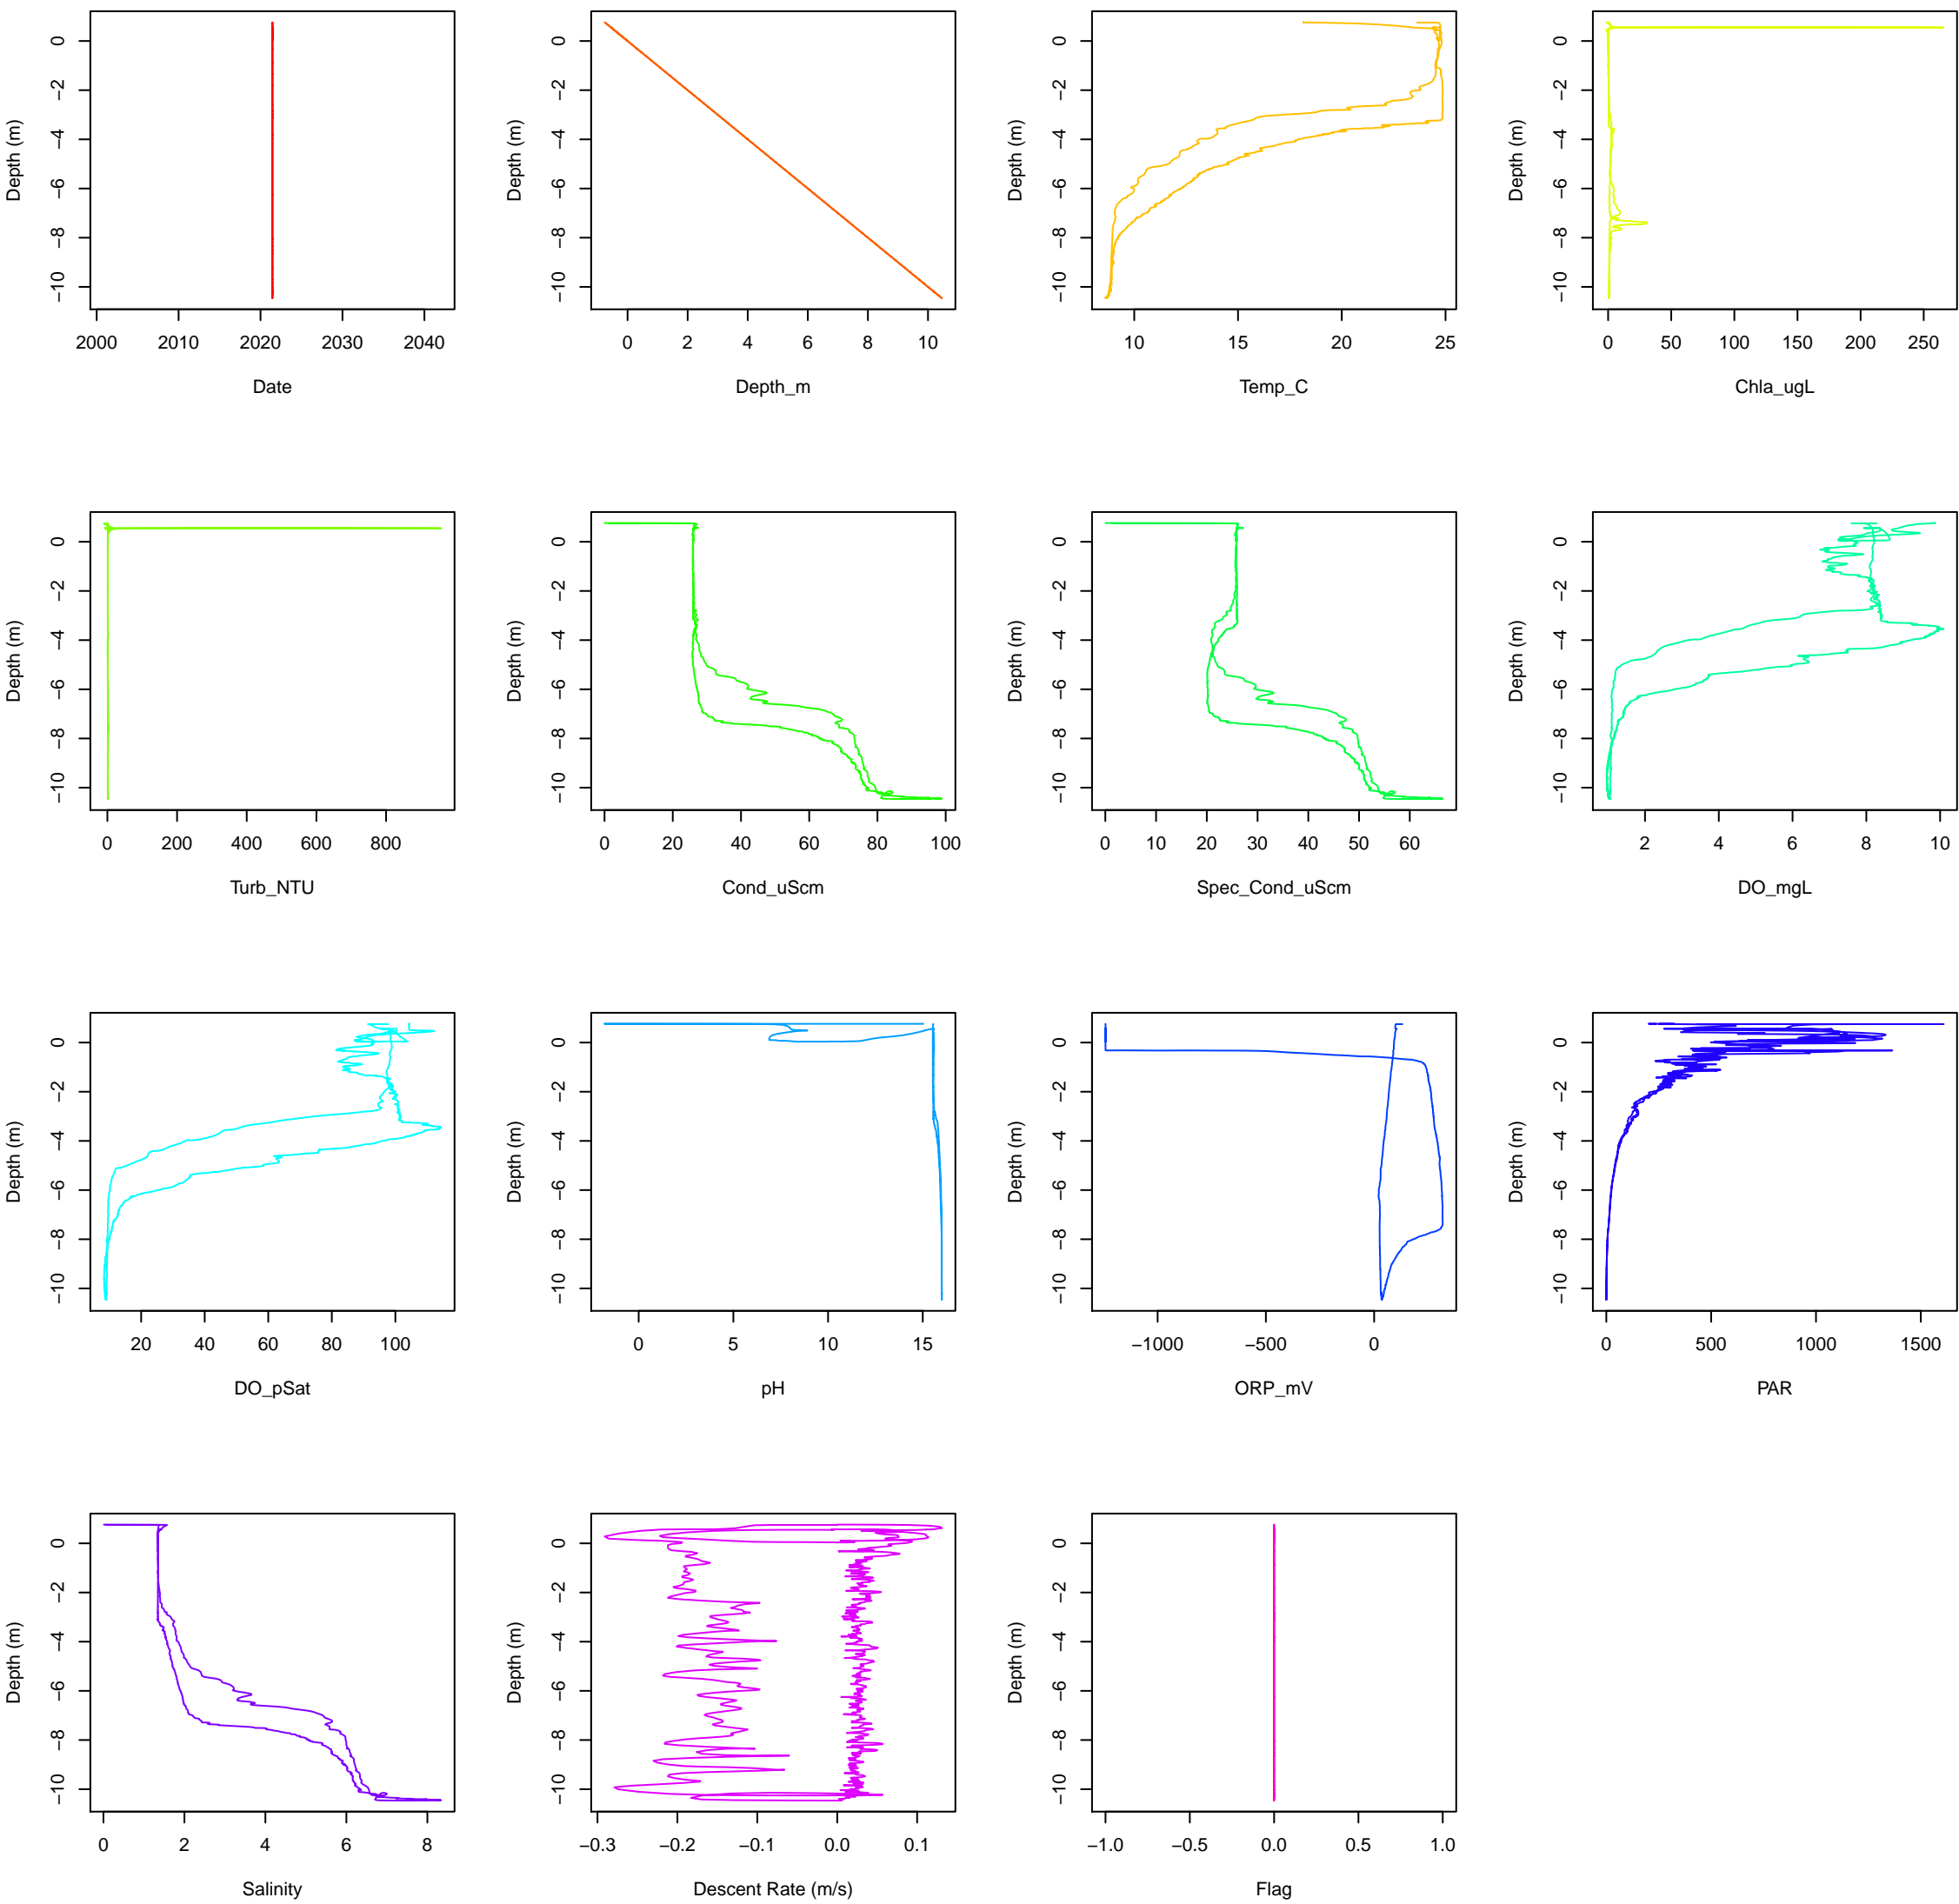 0 −2 −4 −6 −8 −10
Depth (m)
2000 2010 2020 2030 2040
Date
0 −2 −4 −6 −8 −10
Depth (m)
0 2 4 6 8 10
Depth_m
0 −2 −4 −6 −8 −10
Depth (m)
10 15 20 25
Temp_C
0 −2 −4 −6 −8 −10
Depth (m)
0 50 100 150 200 250
Chla_ugL
0 −2 −4 −6 −8 −10
Depth (m)
0 200 400 600 800
Turb_NTU
0 −2 −4 −6 −8 −10
Depth (m)
0 20 40 60 80 100
Cond_uScm
0 −2 −4 −6 −8 −10
Depth (m)
0 10 20 30 40 50 60
Spec_Cond_uScm
0 −2 −4 −6 −8 −10
Depth (m)
2 4 6 8 10
DO_mgL
0 −2 −4 −6 −8 −10
Depth (m)
20 40 60 80 100
DO_pSat
0 −2 −4 −6 −8 −10
Depth (m)
0 5 10 15
pH
0 −2 −4 −6 −8 −10
Depth (m)
−1000 −500 0
ORP_mV
0 −2 −4 −6 −8 −10
Depth (m)
0 500 1000 1500
PAR
0 −2 −4 −6 −8 −10
Depth (m)
0 2 4 6 8
Salinity
0 −2 −4 −6 −8 −10
Depth (m)
−0.3 −0.2 −0.1 0.0 0.1
Descent Rate (m/s)
0 −2 −4 −6 −8 −10
Depth (m)
−1.0 −0.5 0.0 0.5 1.0
Flag